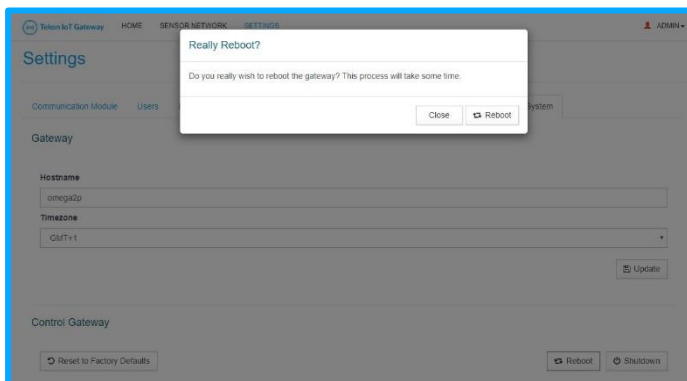 Tekon IoT Gateway HOME SENSOR NETWORK SETTINGS ADMIN
Really Reboot?
Settings
Do you really wish to reboot the gateway? This process will take some time.
Close Reboot
Communication Module Users System
Gateway
Hostname
omega2p
Timezone
GMT+1
Update
Control Gateway
Reset to Factory Defaults Reboot Shutdown